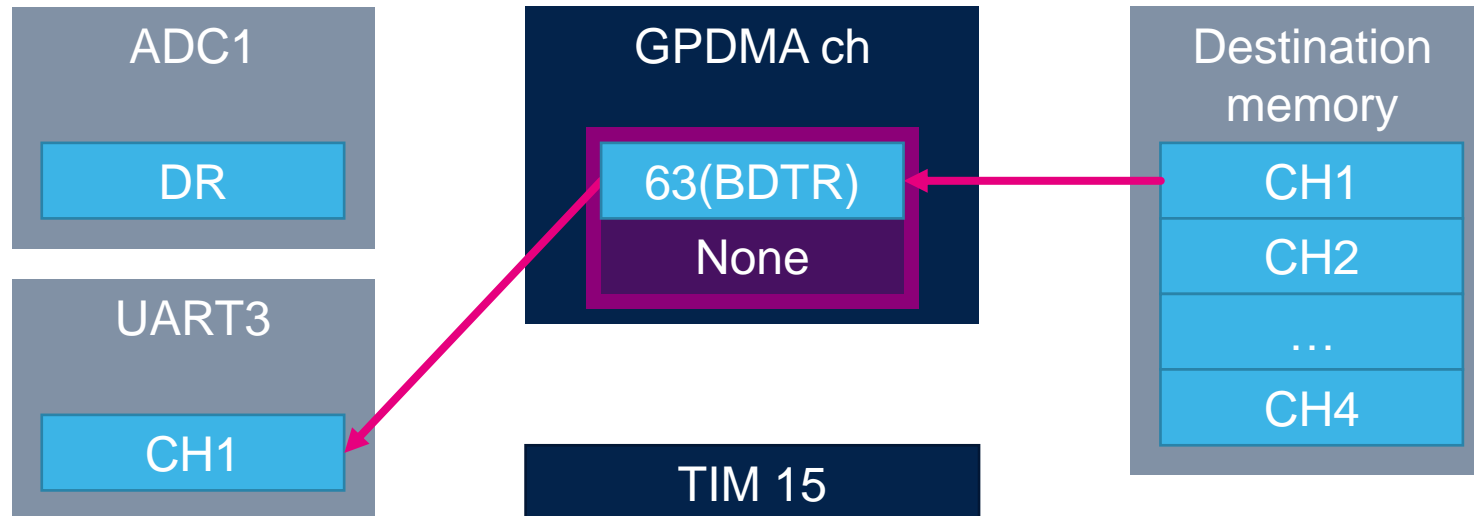 ADC1
DR
UART3
CH1
GPDMA ch
63(BDTR)
None
TIM 15
Destination
memory
CH1
CH2
…
CH4